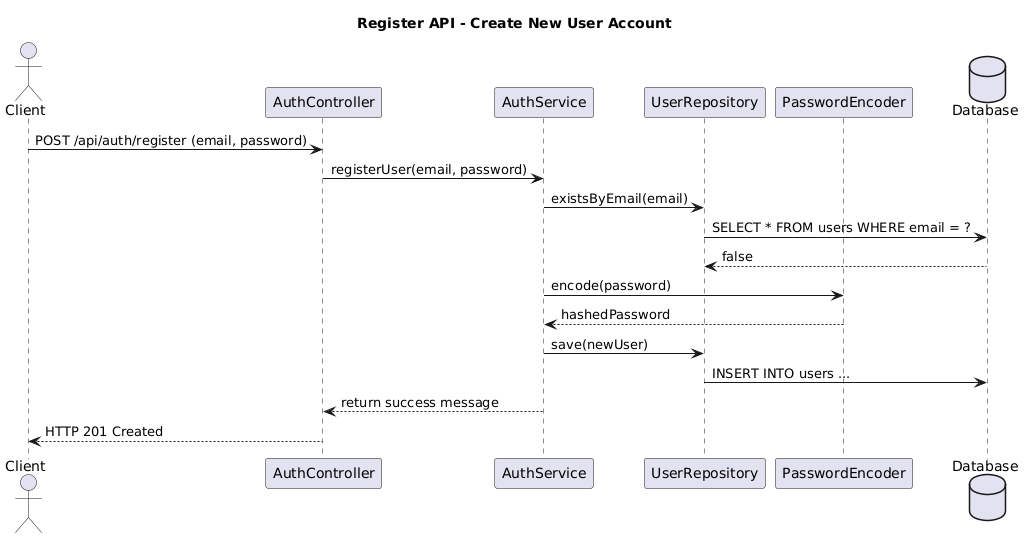 Register API - Create New User Account
Client
AuthController
AuthService
UserRepository
PasswordEncoder
Database
POST /api/auth/register (email, password)
registerUser(email, password)
existsByEmail(email)
SELECT * FROM users WHERE email = ?
false
encode(password)
hashedPassword
save(newUser)
INSERT INTO users ...
return success message
HTTP 201 Created
Client
AuthController
AuthService
UserRepository
PasswordEncoder
Database